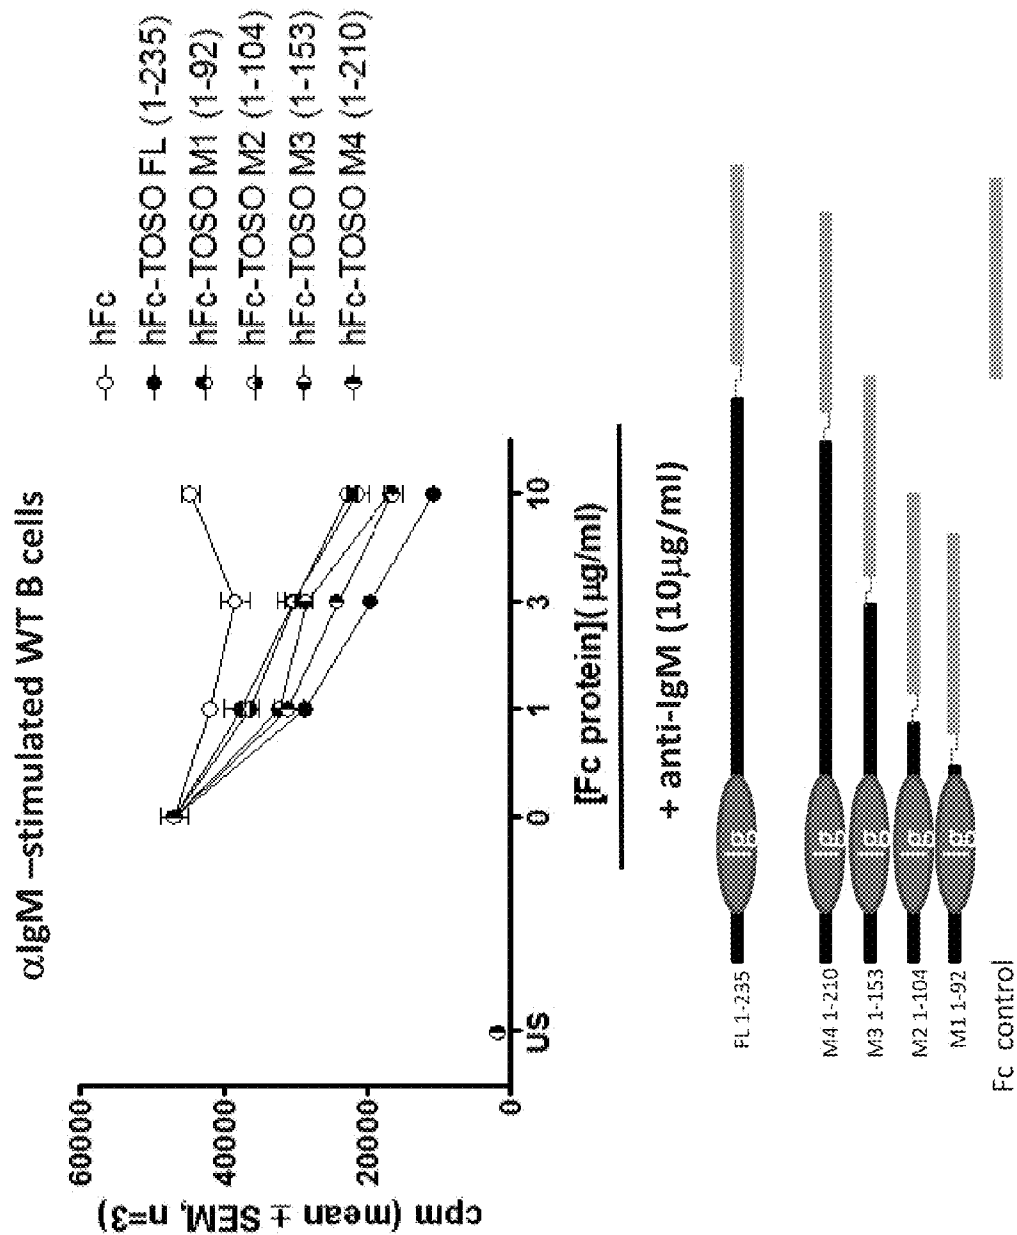 αIgM –stimulated WT B cells
60000
40000
20000
0
cpm (mean ± SEM, n=3)
US
0
1
3
10
[Fc protein](µg/ml)
+ anti-IgM (10µg/ml)
hFc
hFc-TOSO FL (1-235)
hFc-TOSO M1 (1-92)
hFc-TOSO M2 (1-104)
hFc-TOSO M3 (1-153)
hFc-TOSO M4 (1-210)
FL 1-235
Ig
M4 1-210
Ig
M3 1-153
Ig
M2 1-104
Ig
M1 1-92
Ig
Fc control